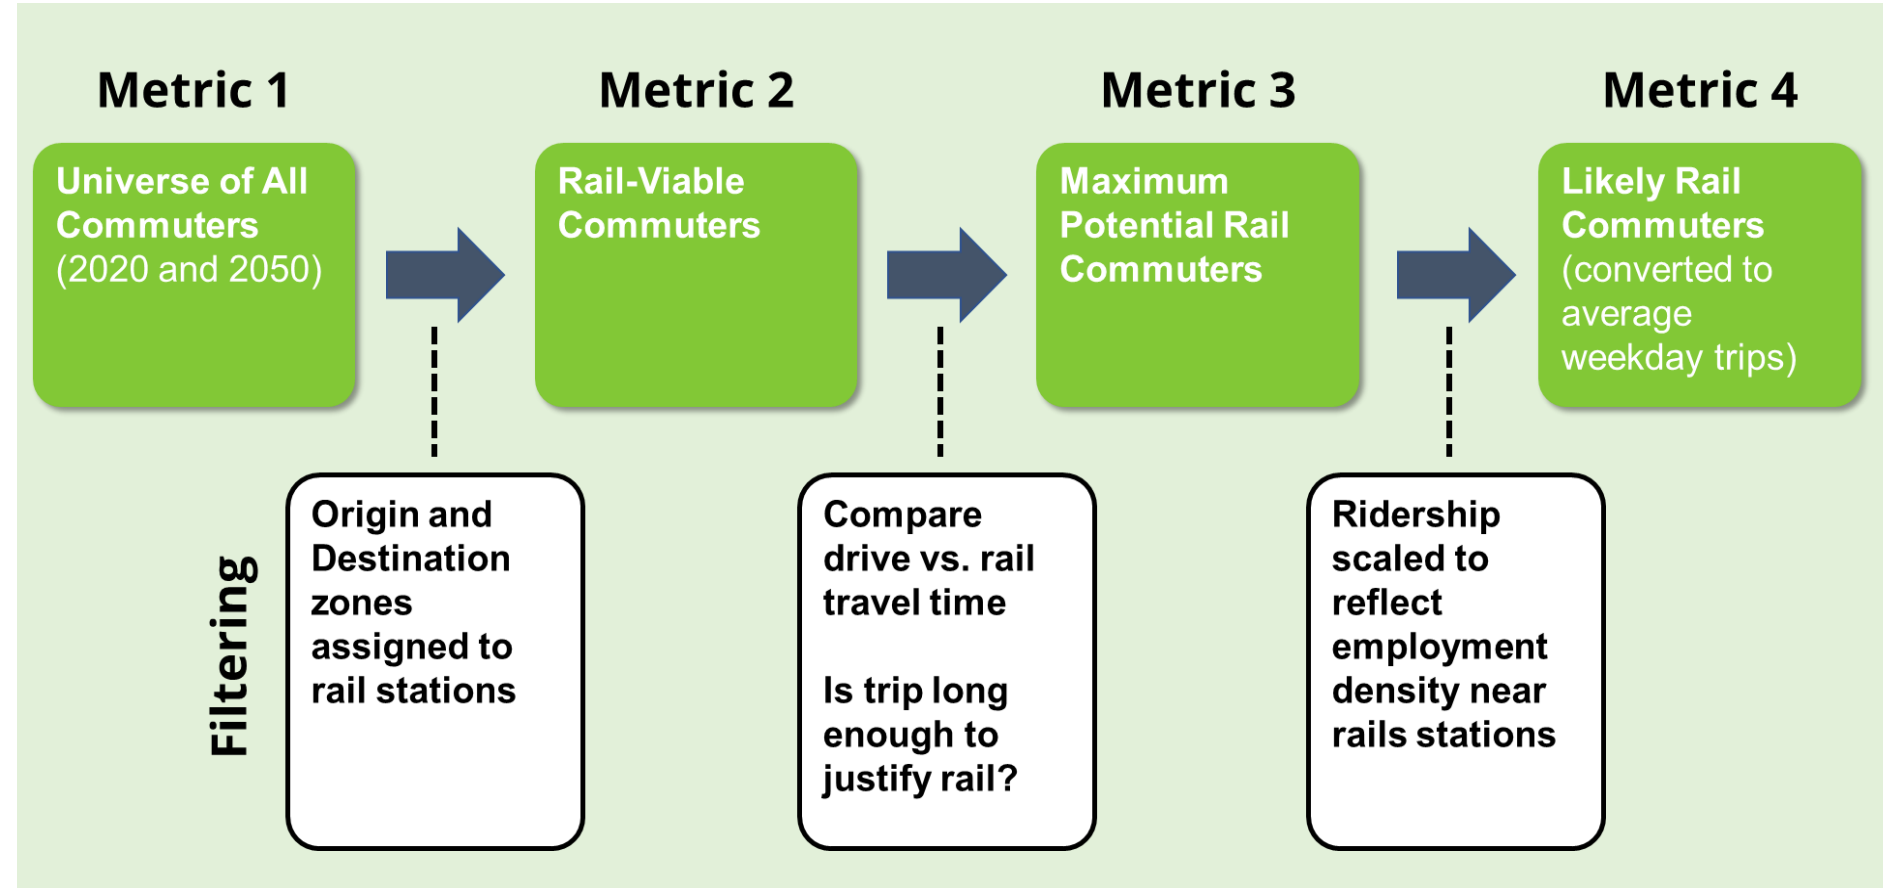 Metric 1
Metric 2
Metric 3
Metric 4
Universe of All
Commuters
(2020 and 2050)
Rail-Viable
Commuters
Maximum
Potential Rail
Commuters
Likely Rail
Commuters
(converted to
average
weekday trips)
Filtering
Origin and
Destination
zones
assigned to
rail stations
Compare
drive vs. rail
travel time
Is trip long
enough to
justify rail?
Ridership
scaled to
reflect
employment
density near
rails stations